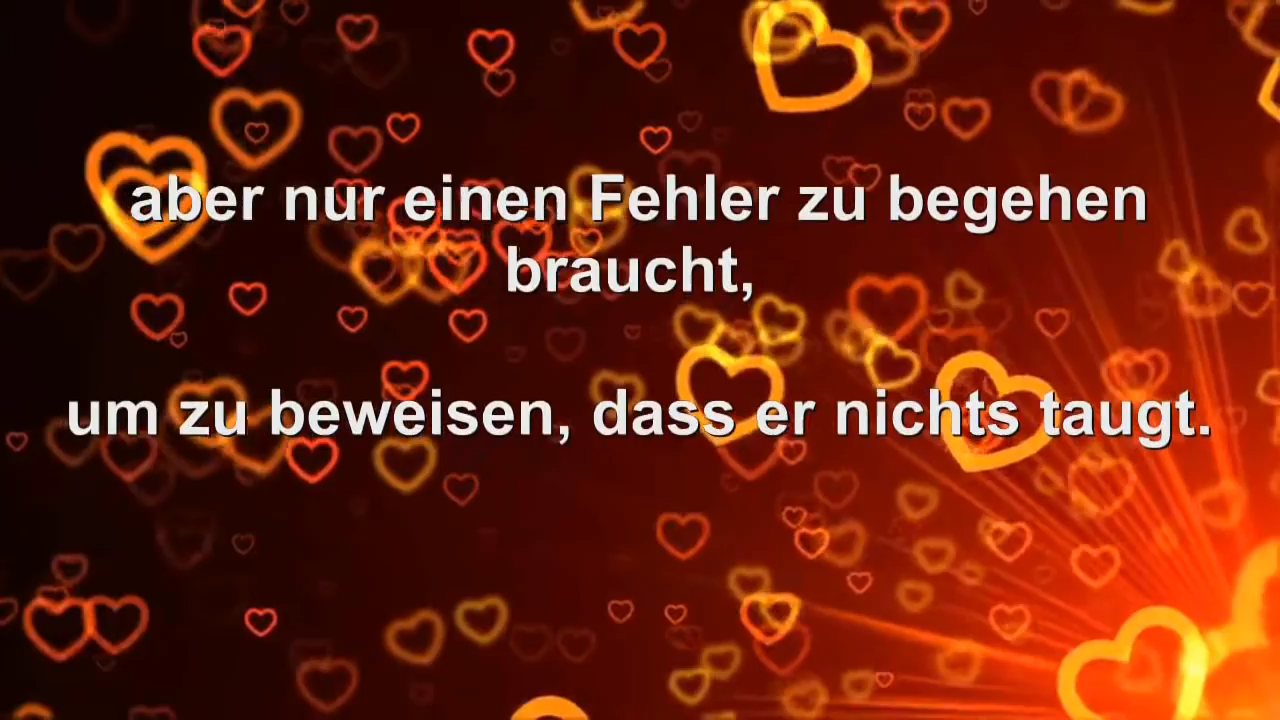 aber nur einen Fehler zu begehen
braucht,
um zu beweisen, dass er nichts taugt.